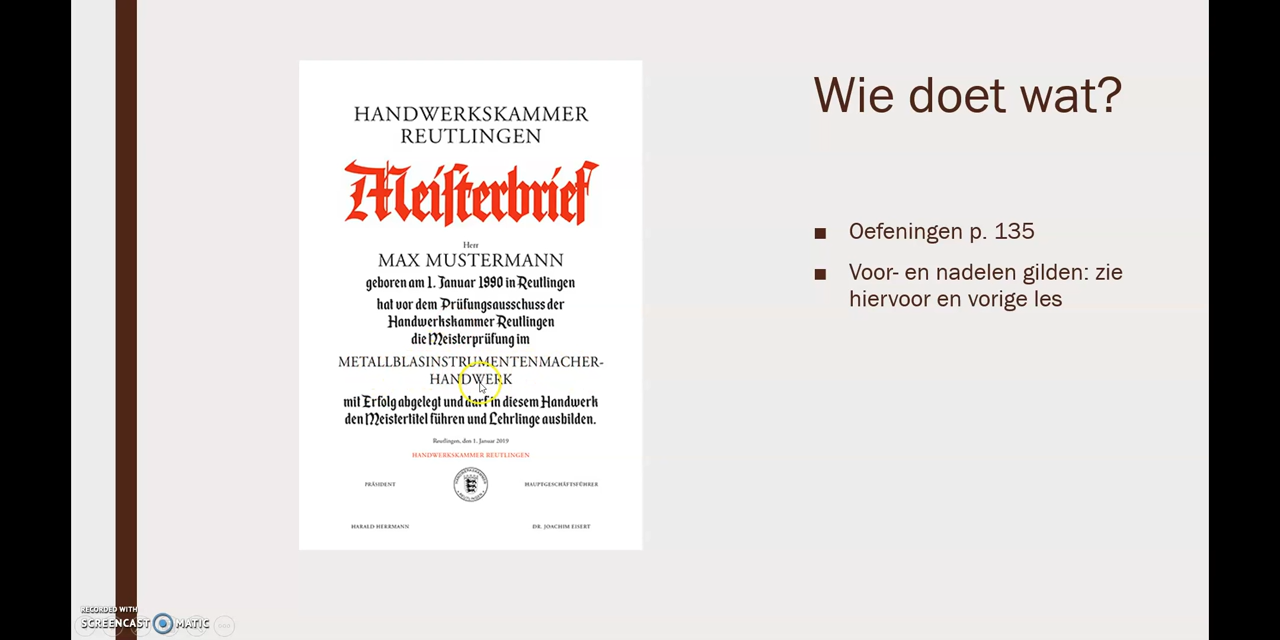 HANDWERKSKAMMER
REUTLINGEN
Meisterbrief
Herr
MAX MUSTERMANN
geboren am 1. Januar 1990 in Reutlingen
hat vor dem Prüfungsausschuss der
Handwerkskammer Reutlingen
die Meisterprüfung im
METALLBLASINSTRUMENTENMACHER-
HANDWERK
mit Erfolg abgelegt und darf in diesem Handwerk
den Meistertitel führen und Lehrlinge ausbilden.
Reutlingen, den 1. Januar 2019
HANDWERKSKAMMER REUTLINGEN
PRÄSIDENT
HAUPTGESCHÄFTSFÜHRER
HARALD HERRMANN
DR. JOACHIM EISERT
Wie doet wat?
■ Oefeningen p. 135
■ Voor- en nadelen gilden: zie
hiervoor en vorige les
RECORDED WITH
SCREENCAST MATIC